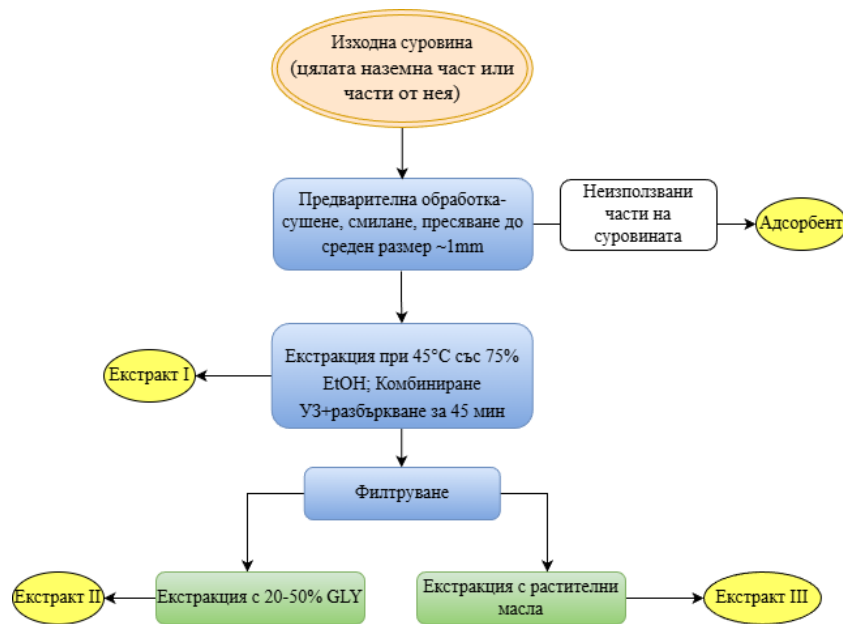 Изходна суровина
(цялата наземна част или
части от нея)
Предварителна обработка-
сушене, смилане, пресяване до
среден размер ~1mm
Неизползвани
части на
суровината
Адсорбент
Екстракция при 45°C със 75%
EtOH; Комбиниране
УЗ+разбъркване за 45 мин
Екстракт I
Филтруване
Екстракт II
Екстракция с 20-50% GLY
Екстракция с растителни
масла
Екстракт III